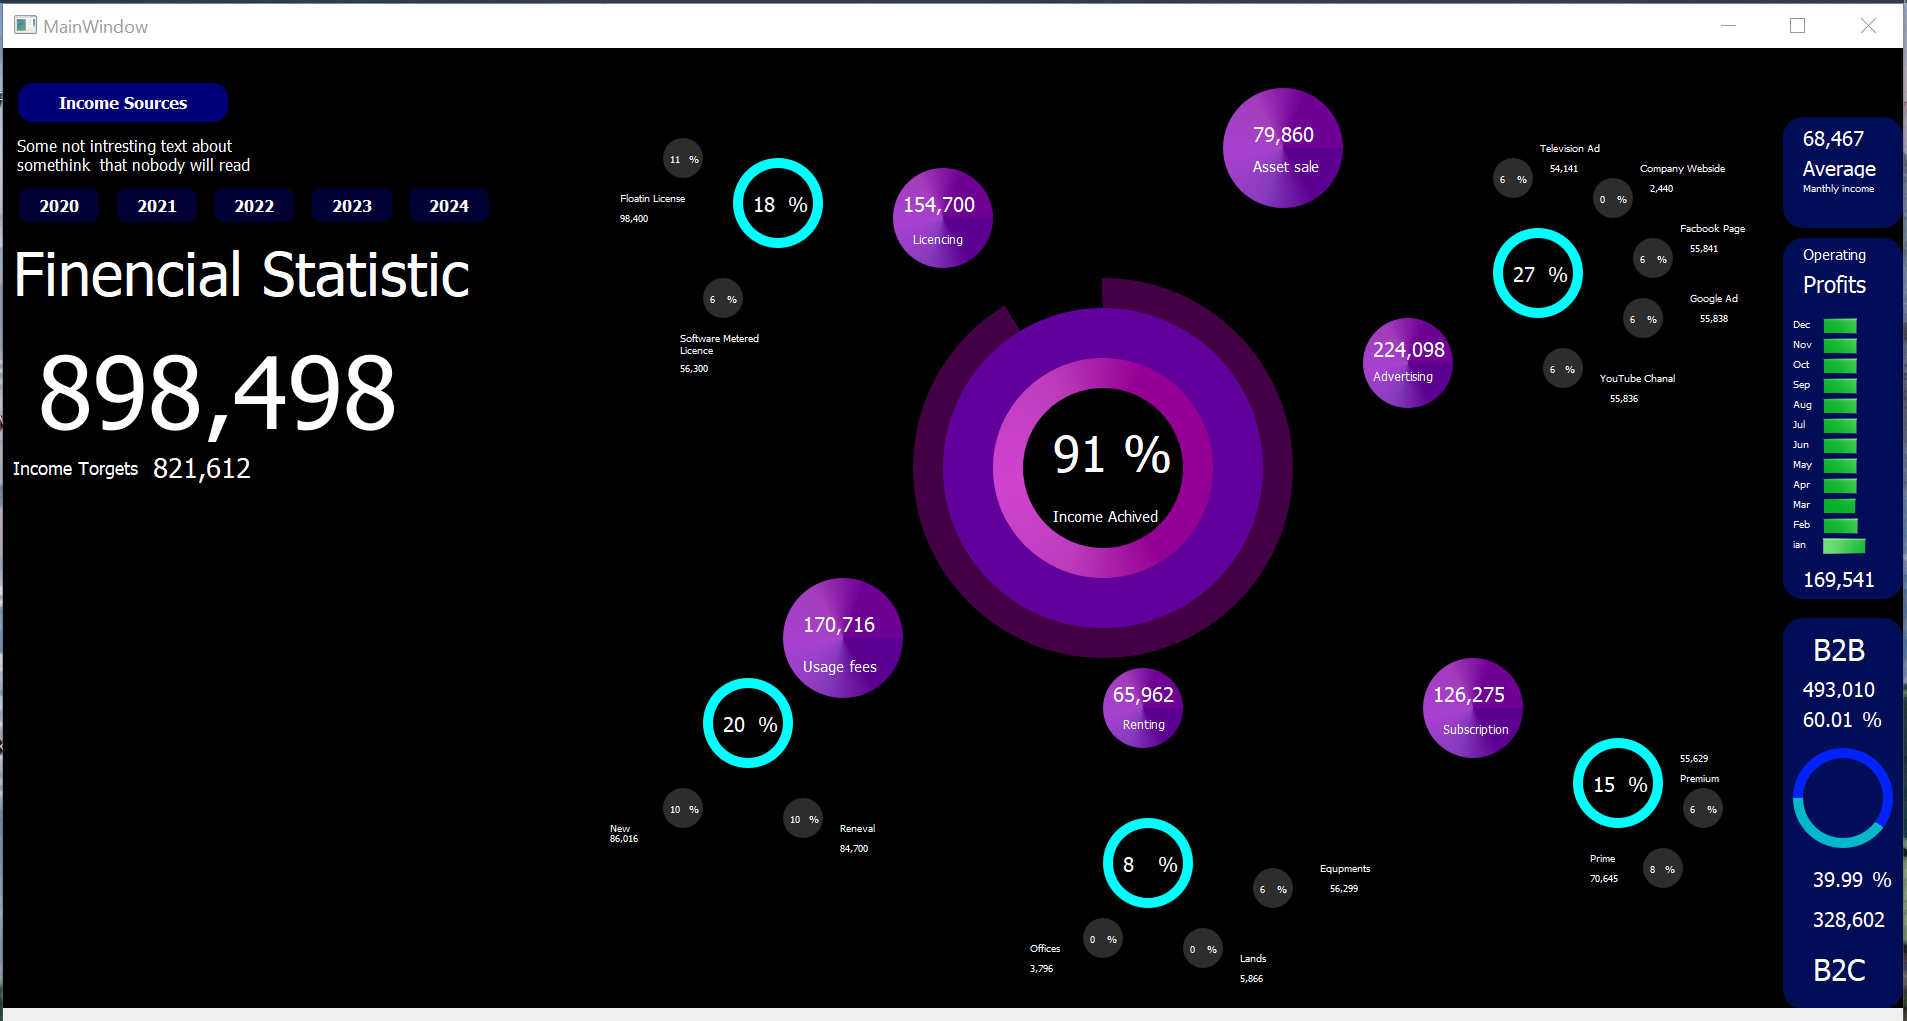 MainWindow
Income Sources
Some not intresting text about
somethink  that nobody will read
2020 2021 2022 2023 2024
Finencial Statistic
898,498
Income Torgets 821,612
11 %
Floatin License
98,400
18 %
6 %
Software Metered
Licence
56,300
154,700
Licencing
79,860
Asset sale
Television Ad
54,141
6 %
Company Webside
2,440
0 %
Facbook Page
55,841
6 %
27 %
Google Ad
55,838
6 %
6 %
YouTube Chanal
55,836
224,098
Advertising
91 %
Income Achived
170,716
Usage fees
20 %
10 %
New
86,016
10 %
Reneval
84,700
65,962
Renting
8 %
Equpments
56,299
6 %
Offices
3,796
0 %
0 %
Lands
5,866
126,275
Subscription
15 %
55,629
Premium
6 %
Prime
70,645
8 %
68,467
Average
Manthly income
Operating
Profits
Dec
Nov
Oct
Sep
Aug
Jul
Jun
May
Apr
Mar
Feb
ian
169,541
B2B
493,010
60.01 %
39.99 %
328,602
B2C